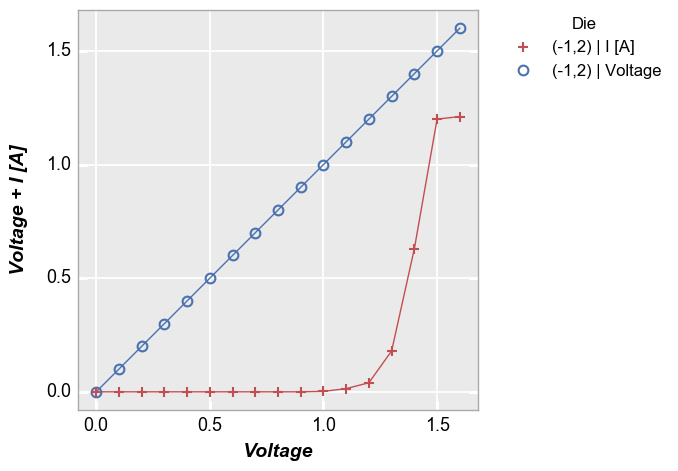 Die
(-1,2) | I [A]
(-1,2) | Voltage
1.5
1.0
0.5
0.0
Voltage + I [A]
0.0 0.5 1.0 1.5
Voltage